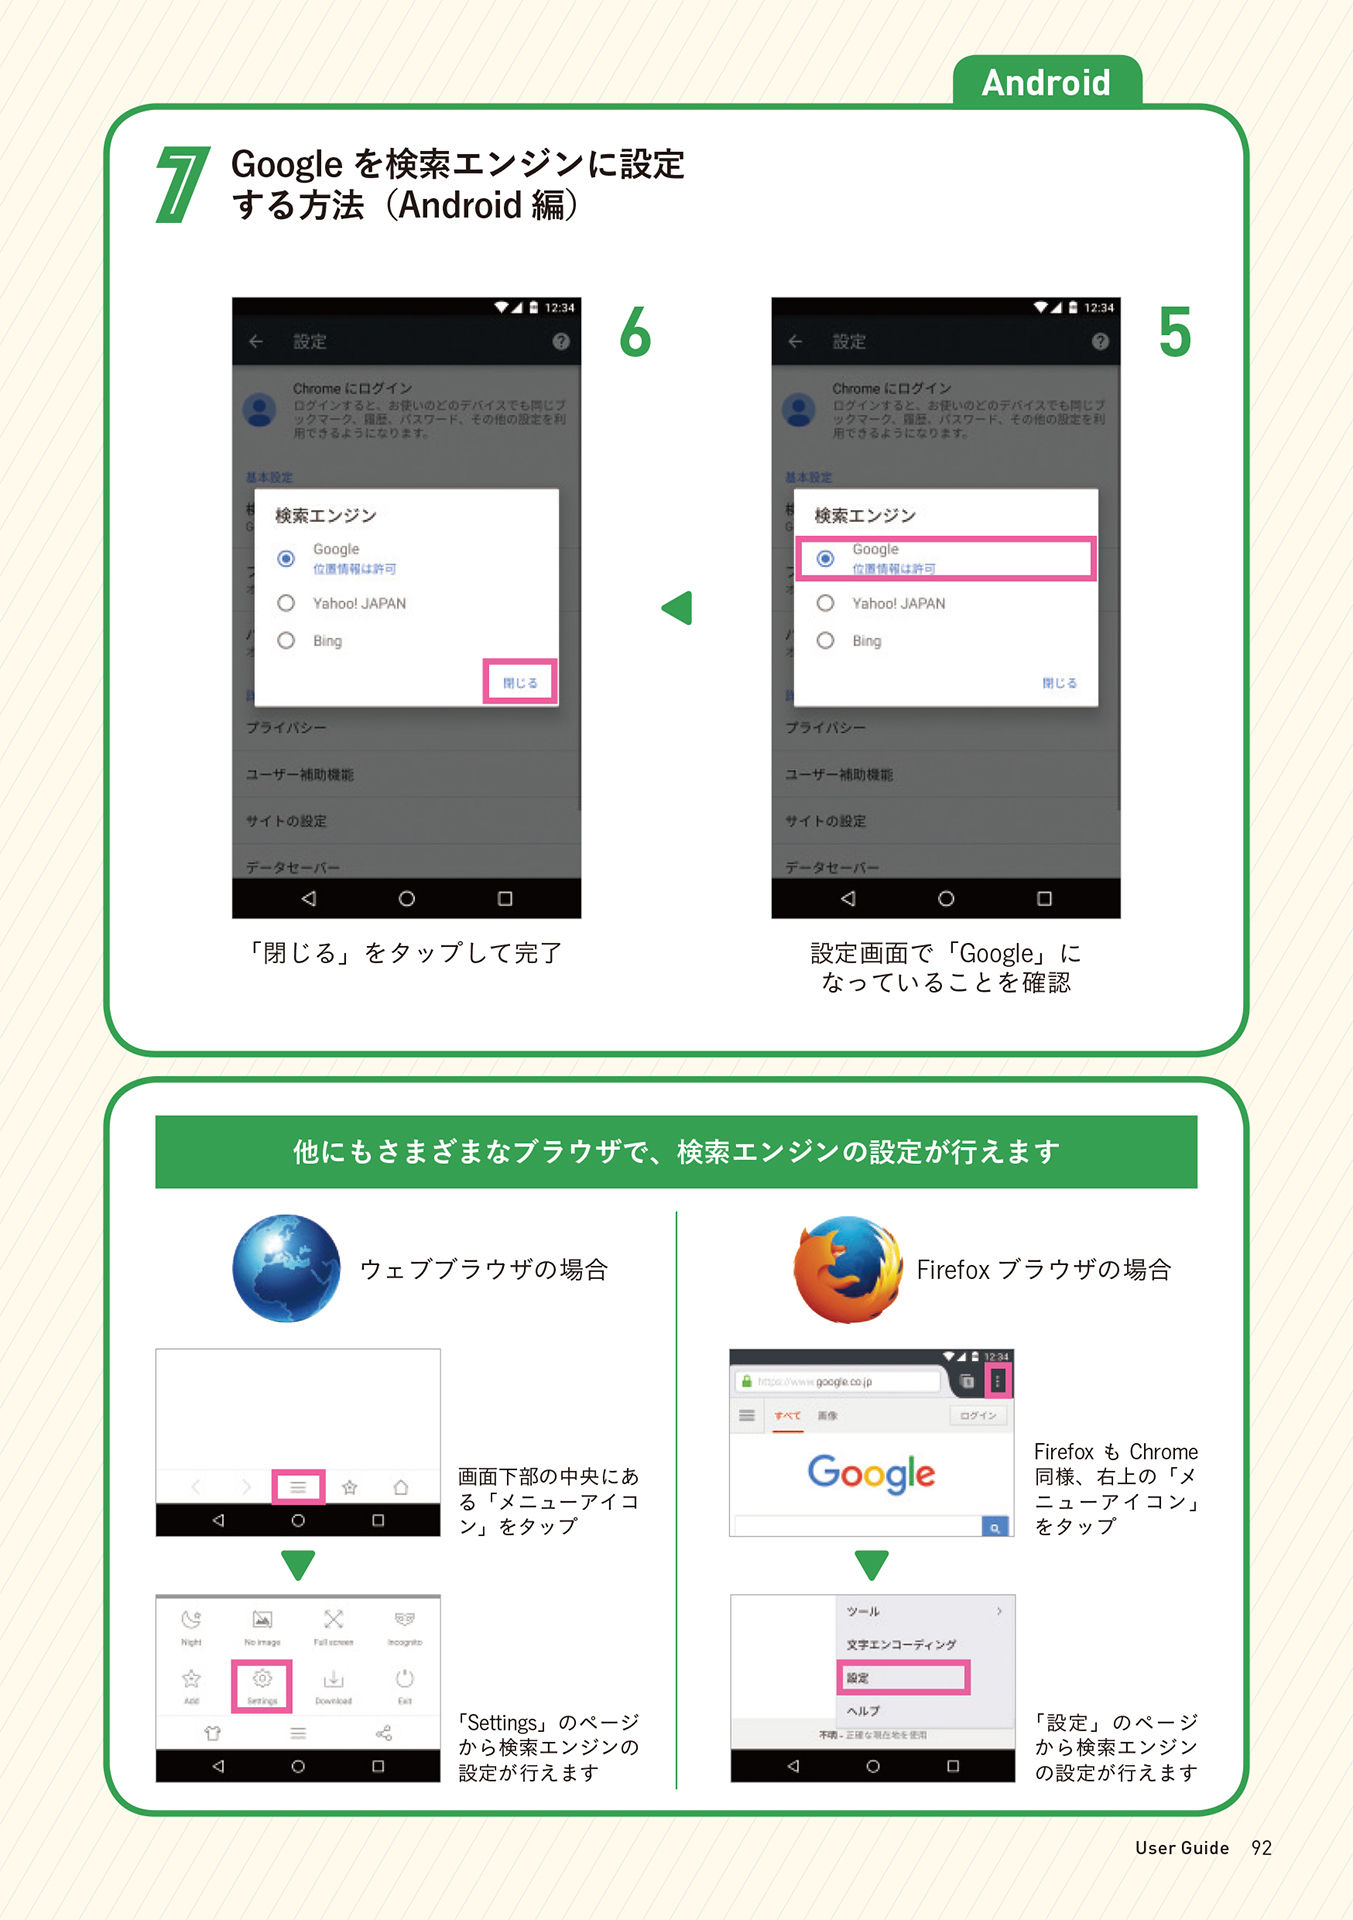 Android
7
Google を検索エンジンに設定
する方法（Android 編）
5
12:34
設定
Chrome にログイン
ログインすると、お使いのどのデバイスでも同じブ
ックマーク、履歴、パスワード、その他の設定を利
用できるようになります。
基本設定
検索エンジン
Google
位置情報は許可
Yahoo! JAPAN
Bing
閉じる
プライバシー
ユーザー補助機能
サイトの設定
データセーバー
設定画面で「Google」に
なっていることを確認
6
12:34
設定
Chrome にログイン
ログインすると、お使いのどのデバイスでも同じブ
ックマーク、履歴、パスワード、その他の設定を利
用できるようになります。
基本設定
検索エンジン
Google
位置情報は許可
Yahoo! JAPAN
Bing
閉じる
プライバシー
ユーザー補助機能
サイトの設定
データセーバー
「閉じる」をタップして完了
他にもさまざまなブラウザで、検索エンジンの設定が行えます
ウェブブラウザの場合
画面下部の中央にあ
る「メニューアイコ
ン」をタップ
Night
No image
Full screen
Incognito
Add
Settings
Download
Exit
「Settings」のページ
から検索エンジンの
設定が行えます
Firefox ブラウザの場合
12:34
https://www.google.co.jp
すべて 画像 ログイン
Google
Firefox も Chrome
同様、右上の「メ
ニューアイコン」
をタップ
ツール
文字エンコーディング
設定
ヘルプ
不明 - 正確な現在地を使用
「設定」のページ
から検索エンジン
の設定が行えます
User Guide 92